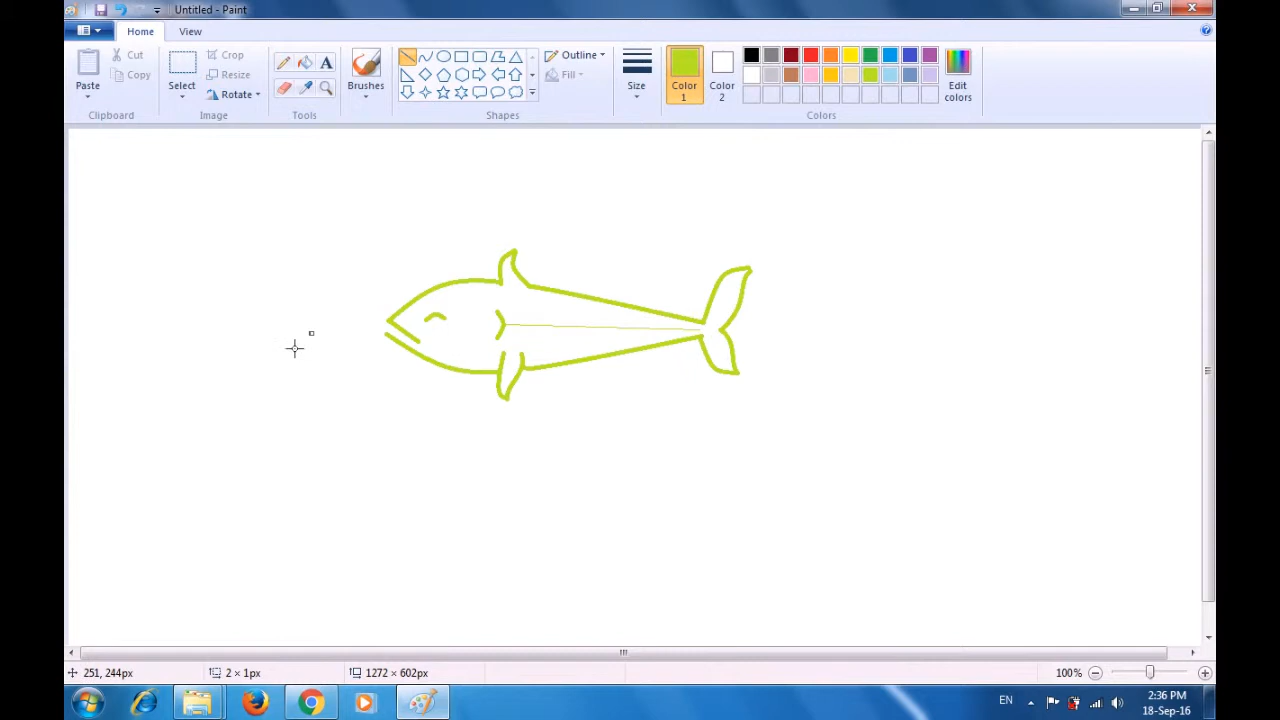 Untitled - Paint
Home View
Paste
Cut
Copy
Clipboard
Select
Crop
Resize
Rotate
Image
A
Tools
Brushes
Outline
Fill
Shapes
Size
Color 1
Color 2
Edit colors
Colors
251, 244px
2 × 1px
1272 × 602px
100%
EN
2:36 PM
18-Sep-16